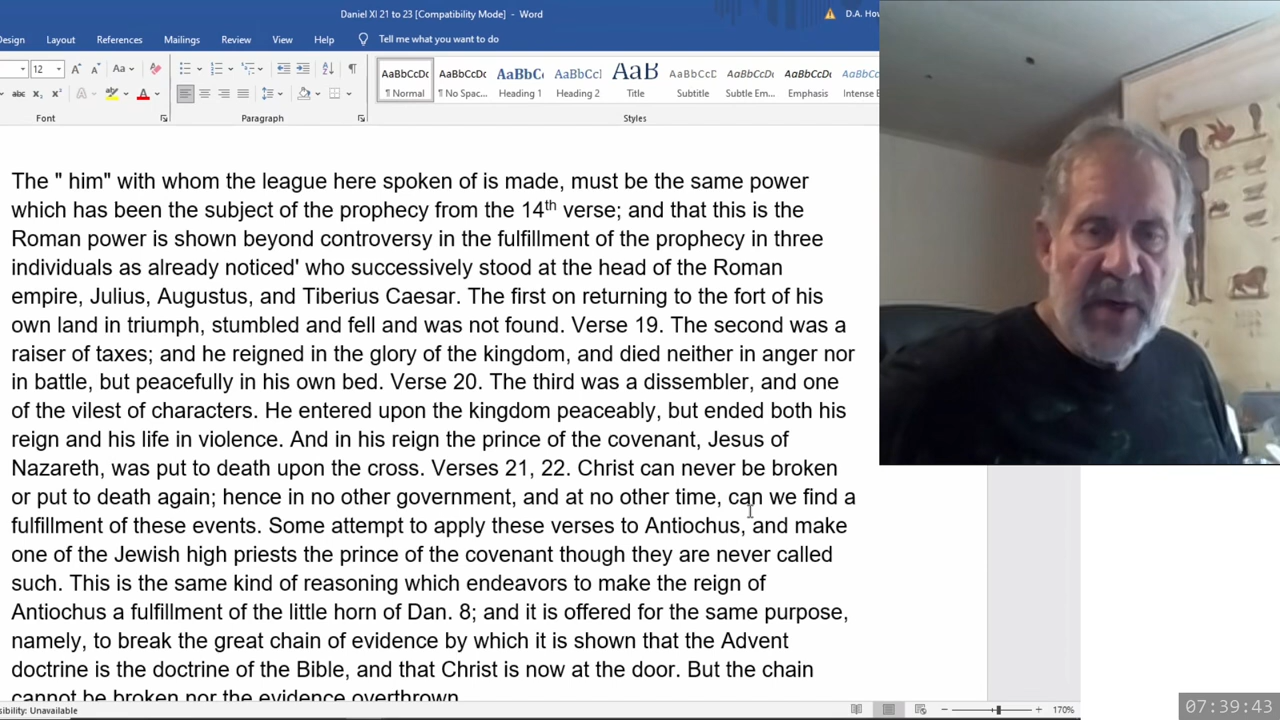 Daniel XI 21 to 23 [Compatibility Mode] - Word
D.A. How
Design Layout References Mailings Review View Help Tell me what you want to do
12 Aa
AaBbCcDc AaBbCcDc AaBbC AaBbCcl AaB AaBbCcD AaBbCcDc AaBbCcDc AaBbCcDc
abc x₂ x² A A
¶ Normal ¶ No Spac... Heading 1 Heading 2 Title Subtitle Subtle Em... Emphasis Intense E
Font Paragraph Styles
The " him" with whom the league here spoken of is made, must be the same power
which has been the subject of the prophecy from the 14th verse; and that this is the
Roman power is shown beyond controversy in the fulfillment of the prophecy in three
individuals as already noticed' who successively stood at the head of the Roman
empire, Julius, Augustus, and Tiberius Caesar. The first on returning to the fort of his
own land in triumph, stumbled and fell and was not found. Verse 19. The second was a
raiser of taxes; and he reigned in the glory of the kingdom, and died neither in anger nor
in battle, but peacefully in his own bed. Verse 20. The third was a dissembler, and one
of the vilest of characters. He entered upon the kingdom peaceably, but ended both his
reign and his life in violence. And in his reign the prince of the covenant, Jesus of
Nazareth, was put to death upon the cross. Verses 21, 22. Christ can never be broken
or put to death again; hence in no other government, and at no other time, can we find a
fulfillment of these events. Some attempt to apply these verses to Antiochus, and make
one of the Jewish high priests the prince of the covenant though they are never called
such. This is the same kind of reasoning which endeavors to make the reign of
Antiochus a fulfillment of the little horn of Dan. 8; and it is offered for the same purpose,
namely, to break the great chain of evidence by which it is shown that the Advent
doctrine is the doctrine of the Bible, and that Christ is now at the door. But the chain
cannot be broken nor the evidence overthrown
sibility: Unavailable
170%
07:39:43